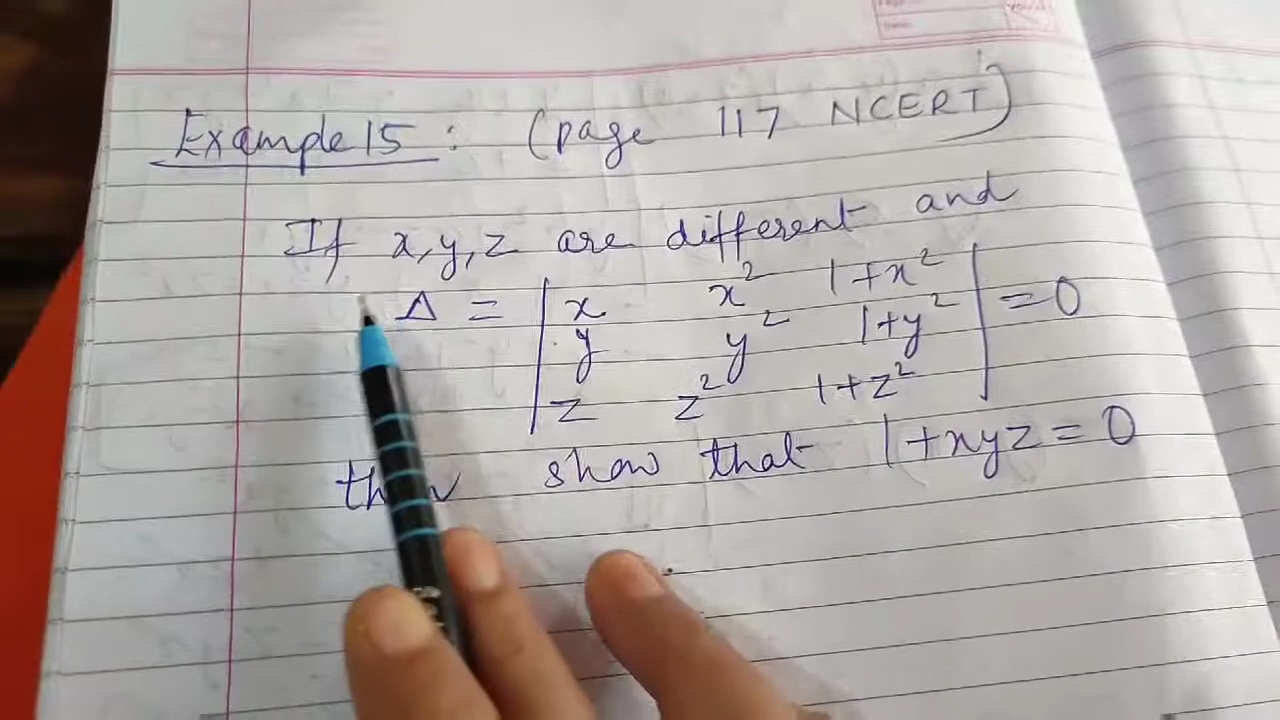 Example 15 : (page 117 NCERT)
If x, y, z are different and
Δ = | x x² 1+x² | = 0
y y² 1+y²
z z² 1+z²
then show that 1+xyz = 0